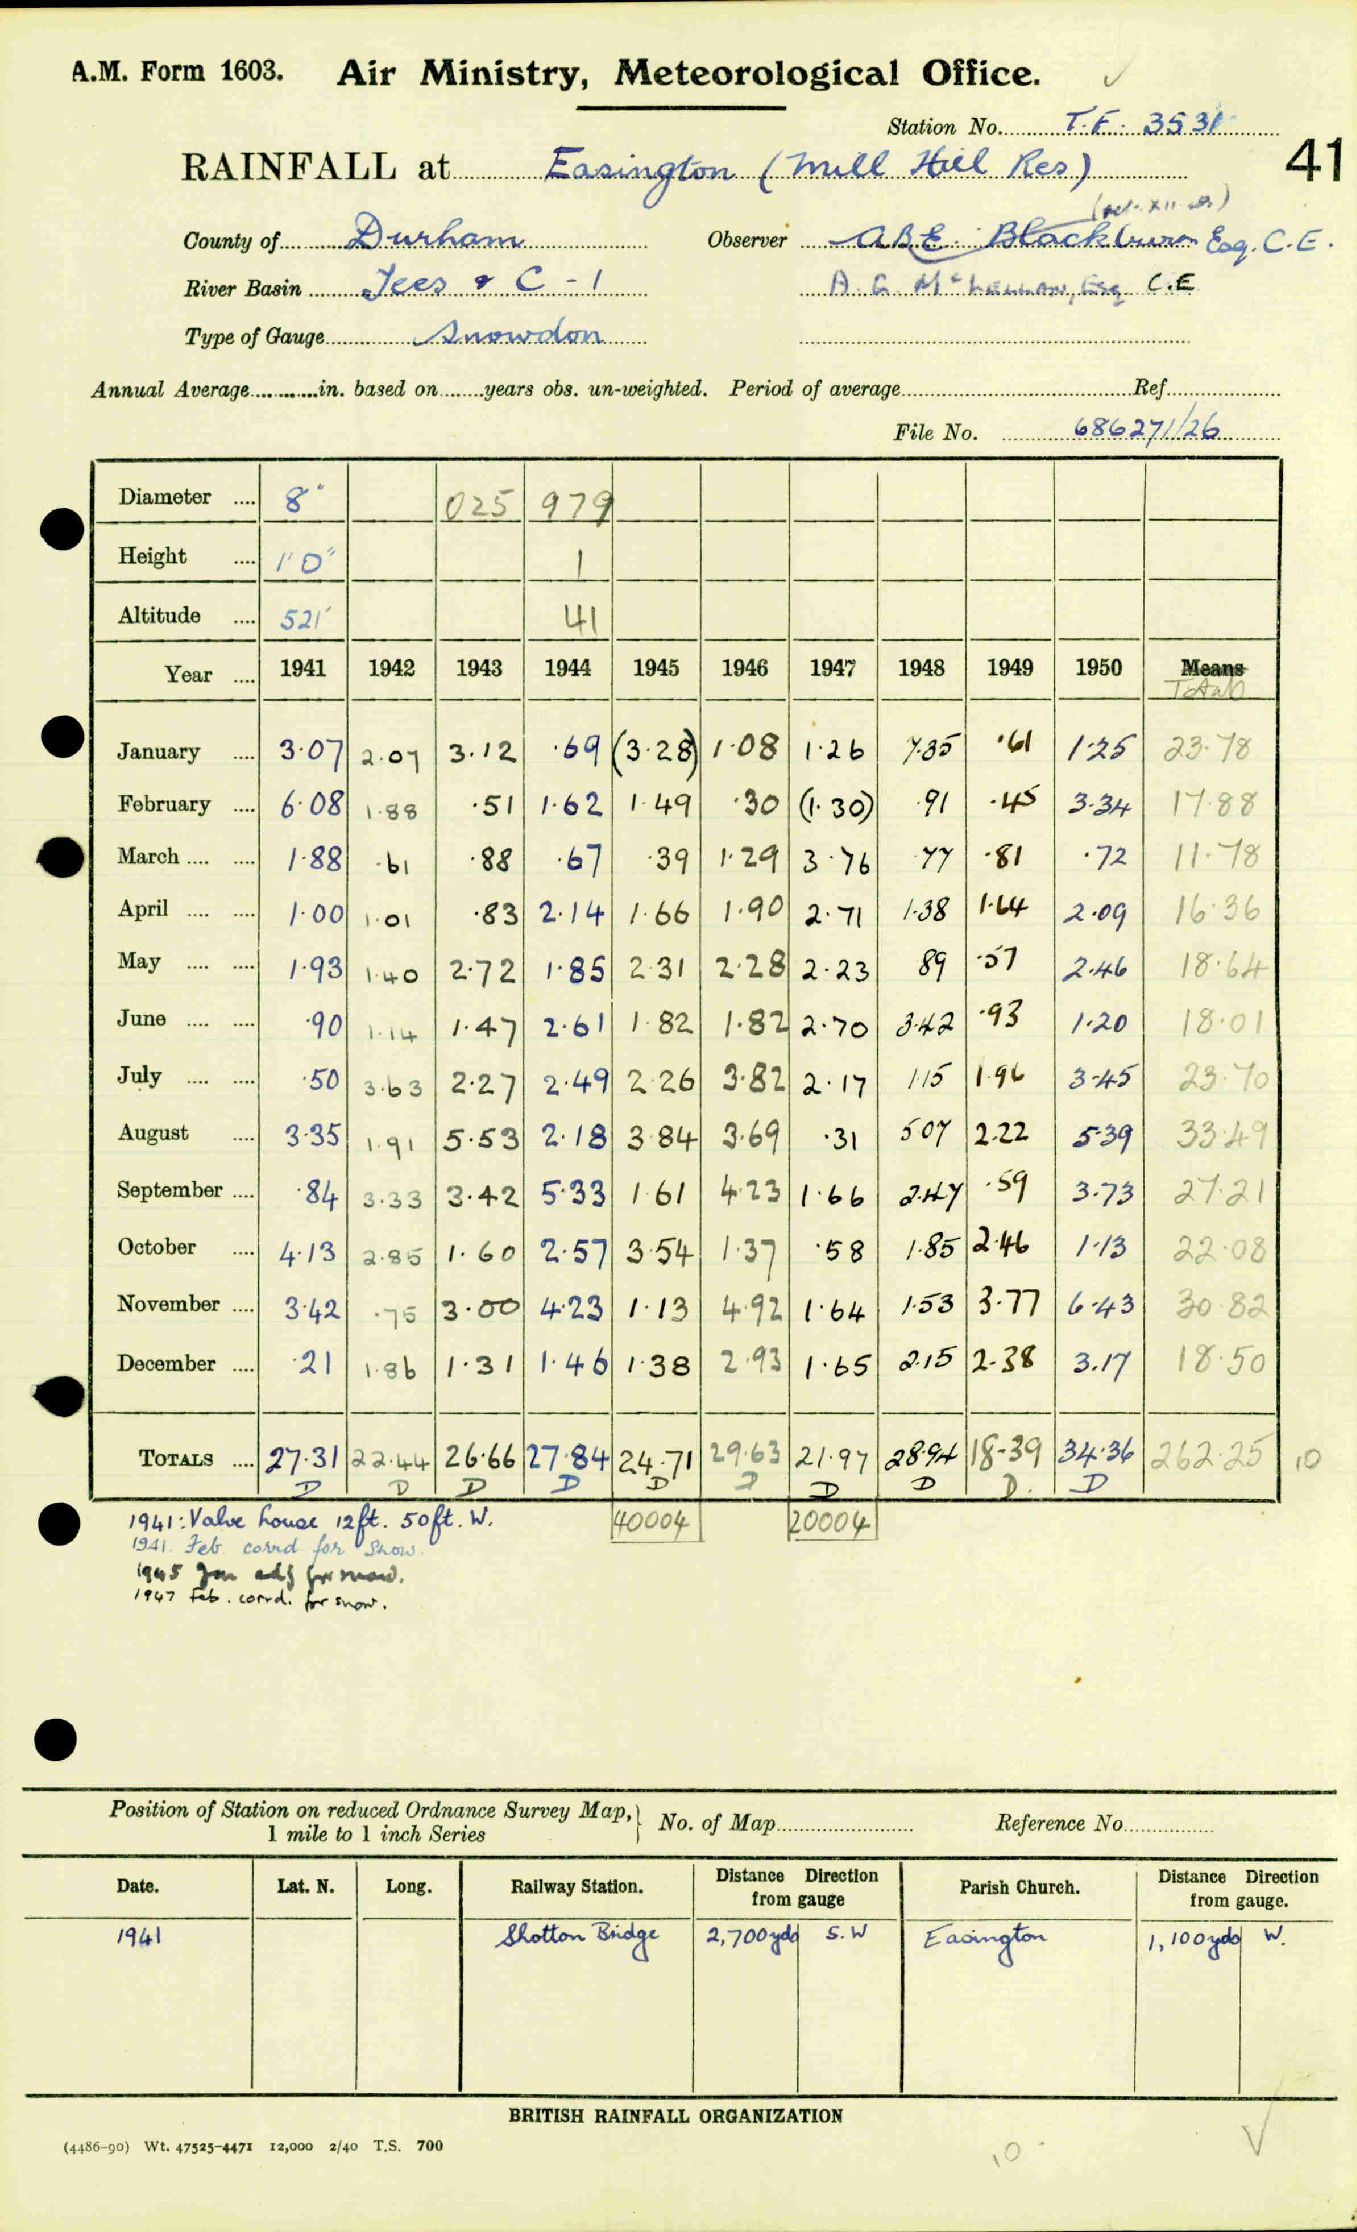 A.M. Form 1603. Air Ministry, Meteorological Office.
Station No. T.F. 3531
RAINFALL at Easington (Mill Hill Res) 41
County of Durham Observer A.B.E. Blackburn Esq. C.E.
River Basin Tees & C - 1 A. G. McLELLAN, Esq C.E
Type of Gauge Snowdon
Annual Average in. based on years obs. un-weighted. Period of average Ref.
File No. 686271/26
Diameter 8" 025 979
Height 1'0" 1
Altitude 521' 41
Year 1941 1942 1943 1944 1945 1946 1947 1948 1949 1950 Means
Total
January 3.07 2.07 3.12 .69 (3.28) 1.08 1.26 7.35 .61 1.25 23.78
February 6.08 1.88 .51 1.62 1.49 .30 (1.30) .91 .45 3.34 17.88
March 1.88 .61 .88 .67 .39 1.29 3.76 .77 .81 .72 11.78
April 1.00 1.01 .83 2.14 1.66 1.90 2.71 1.38 1.64 2.09 16.36
May 1.93 1.40 2.72 1.85 2.31 2.28 2.23 89 .57 2.46 18.64
June .90 1.14 1.47 2.61 1.82 1.82 2.70 3.42 .93 1.20 18.01
July .50 3.63 2.27 2.49 2.26 3.82 2.17 1.15 1.96 3.45 23.70
August 3.35 1.91 5.53 2.18 3.84 3.69 .31 5 07 2.22 5.39 33.49
September .84 3.33 3.42 5.33 1.61 4.23 1.66 2.47 .59 3.73 27.21
October 4.13 2.85 1.60 2.57 3.54 1.37 .58 1.85 2.46 1.13 22.08
November 3.42 .75 3.00 4.23 1.13 4.92 1.64 1.53 3.77 6.43 30.82
December .21 1.86 1.31 1.46 1.38 2.93 1.65 2.15 2.38 3.17 18.50
TOTALS 27.31 22.44 26.66 27.84 24.71 29.63 21.97 28.94 18.39 34.36 262.25 10
D D D D D D D D D. D
1941: Valve house 12ft. 50ft. W. 40004 20004
1941. Feb. corrd for Snow.
1945 Jan adj for snow.
1947 Feb. corrd. for snow.
Position of Station on reduced Ordnance Survey Map, 1 mile to 1 inch Series No. of Map Reference No.
Date. Lat. N. Long. Railway Station. Distance Direction from gauge Parish Church. Distance Direction from gauge.
1941 Shotton Bridge 2,700yds S.W Easington 1,100yds W.
BRITISH RAINFALL ORGANIZATION
(4486-90) Wt. 47525-4471 12,000 2/40 T.S. 700
10